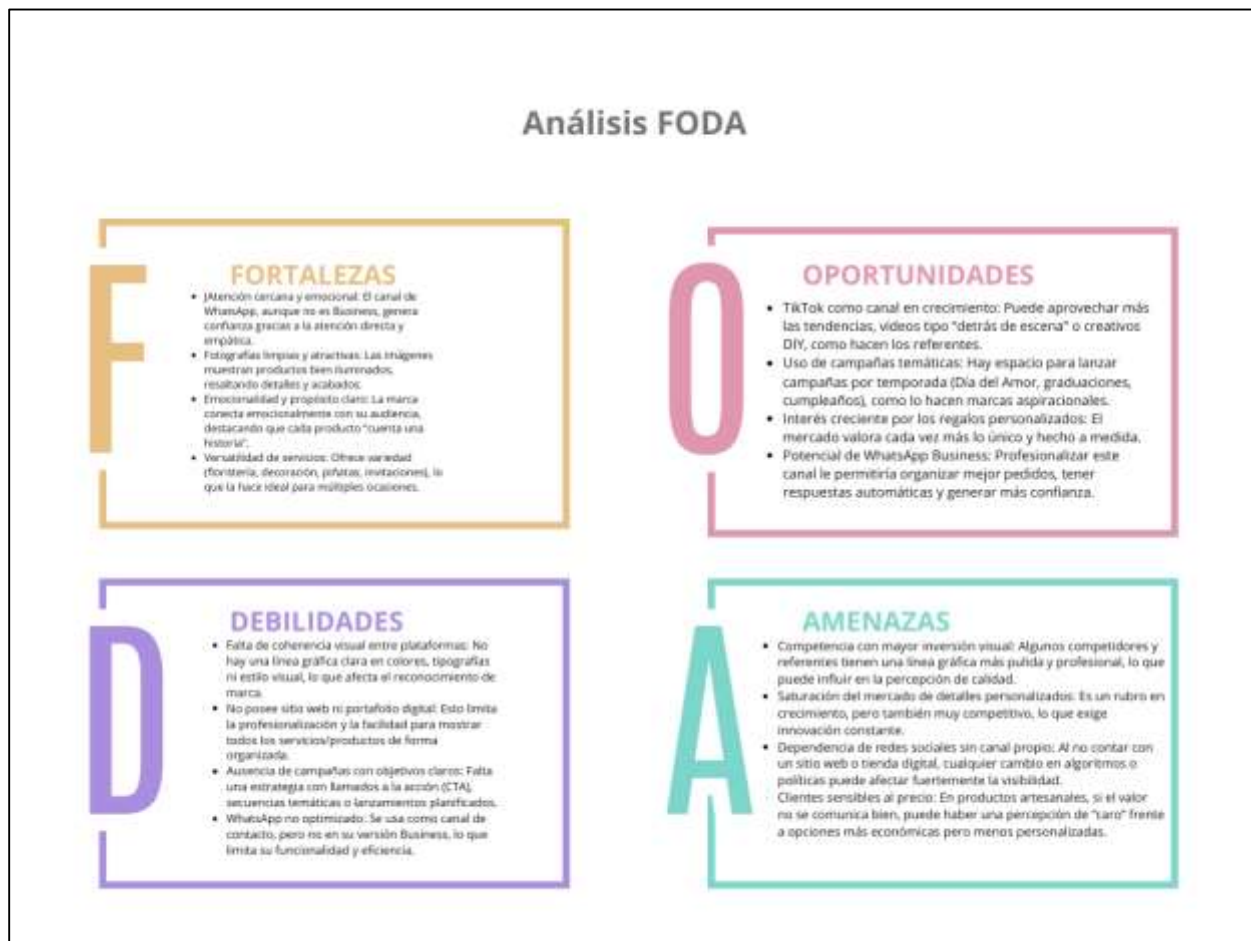 Análisis FODA
F
FORTALEZAS
• )Atención cercana y emocional: El canal de
WhatsApp, aunque no es Business, genera
confianza gracias a la atención directa y
empática.
• Fotografías limpias y atractivas: Las imágenes
muestran productos bien iluminados,
resaltando detalles y acabados.
• Emocionalidad y propósito claro: La marca
conecta emocionalmente con su audiencia,
destacando que cada producto "cuenta una
historia".
• Versatilidad de servicios: Ofrece variedad
(floristería, decoración, piñatas, invitaciones), lo
que la hace ideal para múltiples ocasiones.
O
OPORTUNIDADES
• TikTok como canal en crecimiento: Puede aprovechar más
las tendencias, videos tipo "detrás de escena" o creativos
DIY, como hacen los referentes.
• Uso de campañas temáticas: Hay espacio para lanzar
campañas por temporada (Día del Amor, graduaciones,
cumpleaños), como lo hacen marcas aspiracionales.
• Interés creciente por los regalos personalizados: El
mercado valora cada vez más lo único y hecho a medida.
• Potencial de WhatsApp Business: Profesionalizar este
canal le permitiría organizar mejor pedidos, tener
respuestas automáticas y generar más confianza.
D
DEBILIDADES
• Falta de coherencia visual entre plataformas: No
hay una línea gráfica clara en colores, tipografías
ni estilo visual, lo que afecta el reconocimiento de
marca.
• No posee sitio web ni portafolio digital: Esto limita
la profesionalización y la facilidad para mostrar
todos los servicios/productos de forma
organizada.
• Ausencia de campañas con objetivos claros: Falta
una estrategia con llamados a la acción (CTA),
secuencias temáticas o lanzamientos planificados.
• WhatsApp no optimizado: Se usa como canal de
contacto, pero no en su versión Business, lo que
limita su funcionalidad y eficiencia.
A
AMENAZAS
• Competencia con mayor inversión visual: Algunos competidores y
referentes tienen una línea gráfica más pulida y profesional, lo que
puede influir en la percepción de calidad.
• Saturación del mercado de detalles personalizados: Es un rubro en
crecimiento, pero también muy competitivo, lo que exige
innovación constante.
• Dependencia de redes sociales sin canal propio: Al no contar con
un sitio web o tienda digital, cualquier cambio en algoritmos o
políticas puede afectar fuertemente la visibilidad.
Clientes sensibles al precio: En productos artesanales, si el valor
no se comunica bien, puede haber una percepción de "caro" frente
a opciones más económicas pero menos personalizadas.